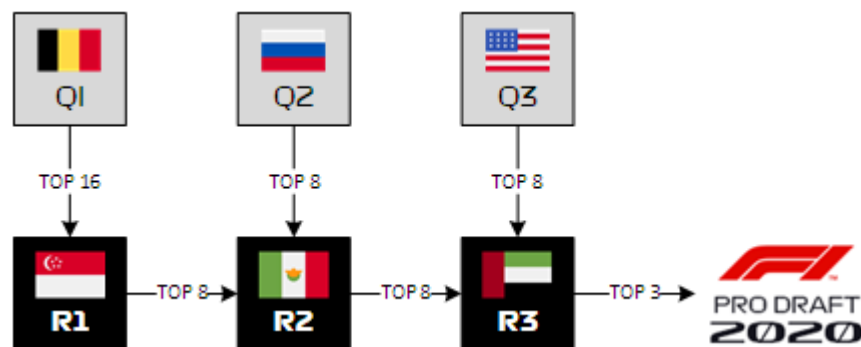 Q1
Q2
Q3
TOP 16
TOP 8
TOP 8
R1
TOP 8
R2
TOP 8
R3
TOP 3
F1
PRO DRAFT
2020